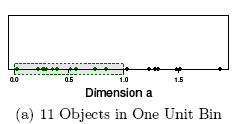 0.0 0.5 1.0 1.5
Dimension a
(a) 11 Objects in One Unit Bin